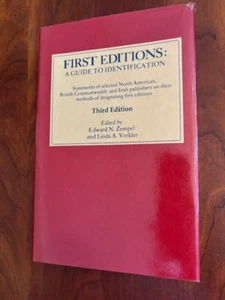 FIRST EDITIONS:
A GUIDE TO IDENTIFICATION
Statements of selected North American,
British Commonwealth, and Irish publishers on their
methods of designating first editions
Third Edition
Edited by
Edward N. Zempel
and Linda A. Verkler